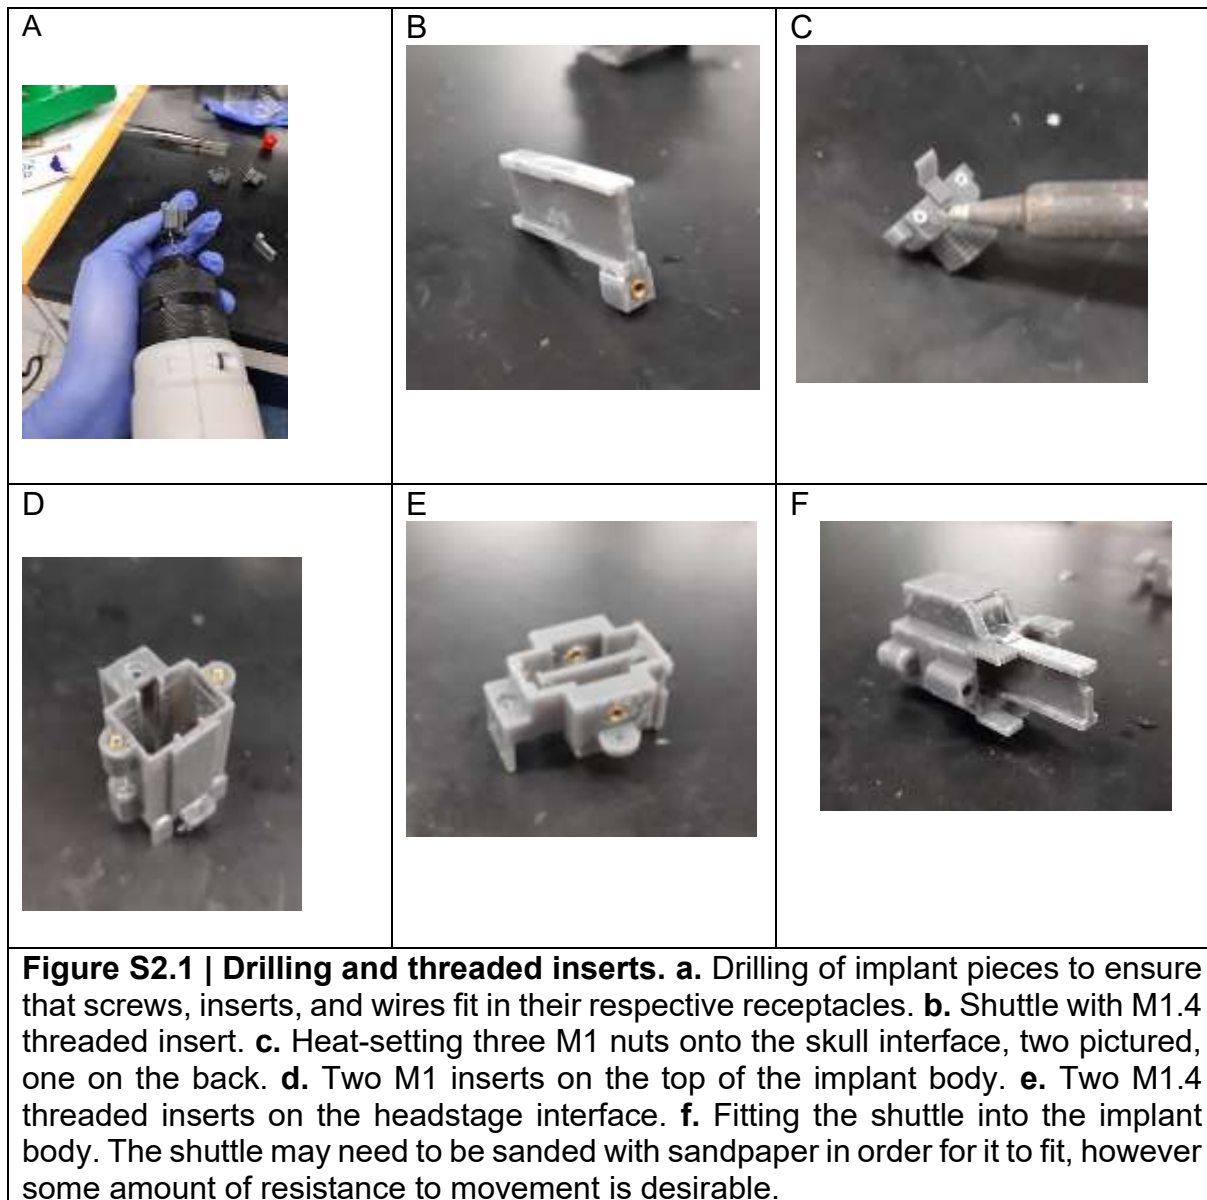 A
B
C
D
E
F
Figure S2.1 | Drilling and threaded inserts. a. Drilling of implant pieces to ensure
that screws, inserts, and wires fit in their respective receptacles. b. Shuttle with M1.4
threaded insert. c. Heat-setting three M1 nuts onto the skull interface, two pictured,
one on the back. d. Two M1 inserts on the top of the implant body. e. Two M1.4
threaded inserts on the headstage interface. f. Fitting the shuttle into the implant
body. The shuttle may need to be sanded with sandpaper in order for it to fit, however
some amount of resistance to movement is desirable.